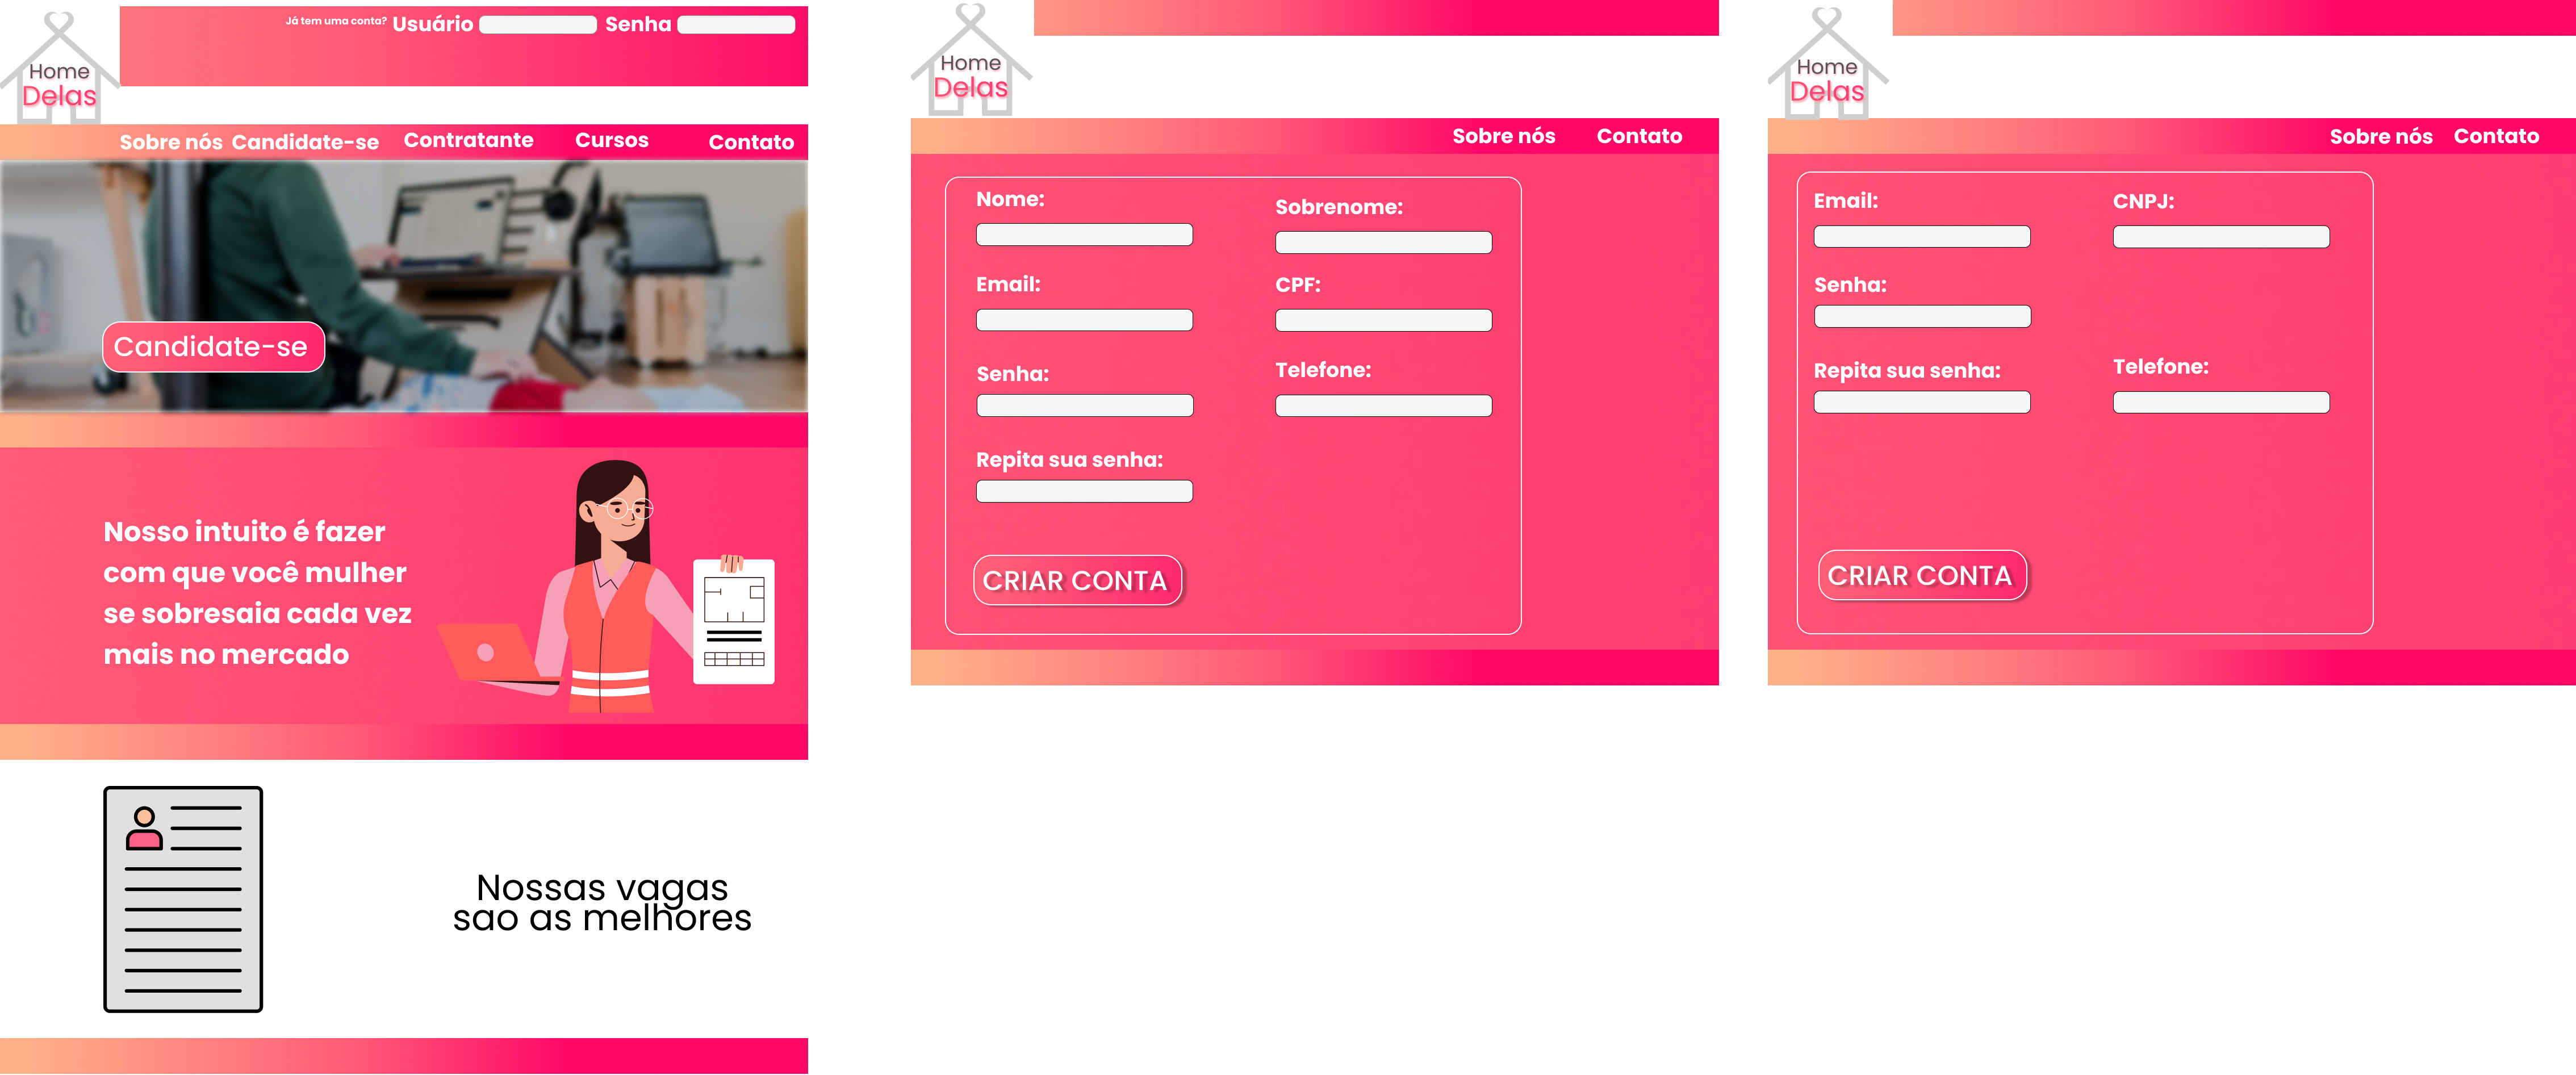 Já tem uma conta? Usuário Senha
Home
Delas
Sobre nós Candidate-se Contratante Cursos Contato
Candidate-se
Nosso intuito é fazer
com que você mulher
se sobresaia cada vez
mais no mercado
Nossas vagas
sao as melhores
Home
Delas
Sobre nós Contato
Nome: Sobrenome:
Email: CPF:
Senha: Telefone:
Repita sua senha:
CRIAR CONTA
Home
Delas
Sobre nós Contato
Email: CNPJ:
Senha:
Repita sua senha: Telefone:
CRIAR CONTA